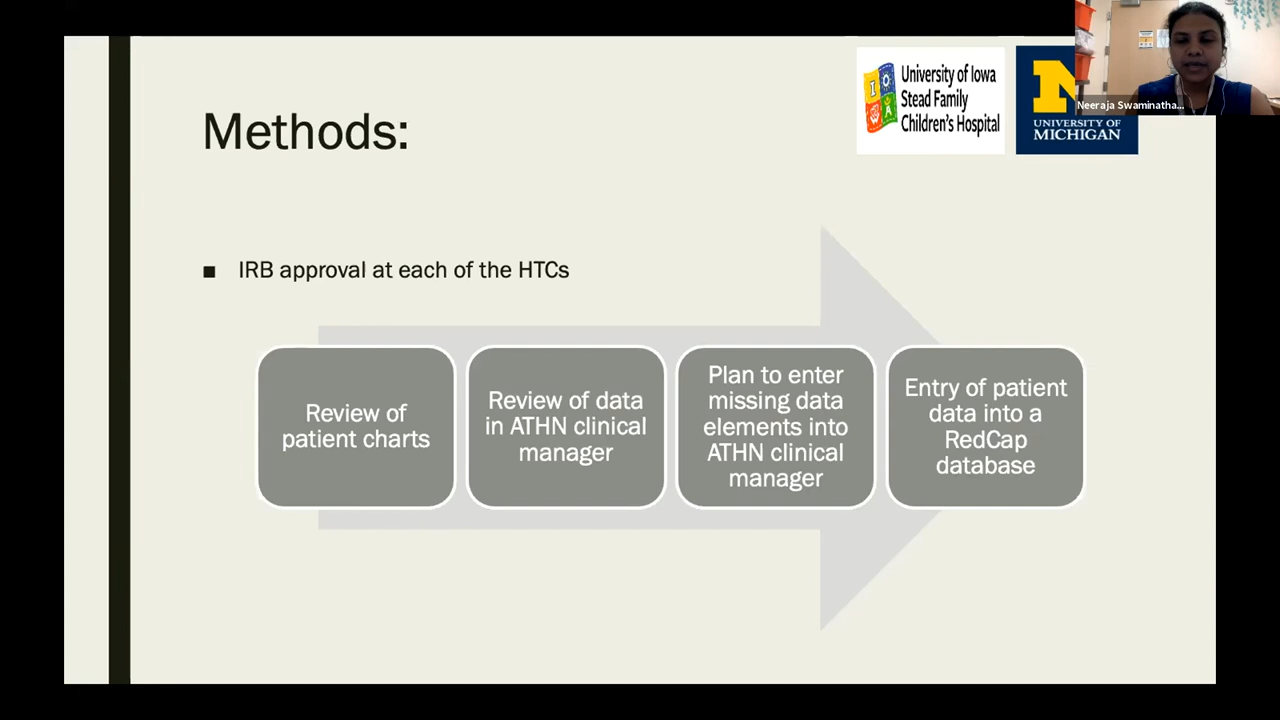 University of Iowa
Stead Family
Children's Hospital
UNIVERSITY OF
MICHIGAN
Neeraja Swaminatha...
Methods:
IRB approval at each of the HTCs
Review of
patient charts
Review of data
in ATHN clinical
manager
Plan to enter
missing data
elements into
ATHN clinical
manager
Entry of patient
data into a
RedCap
database